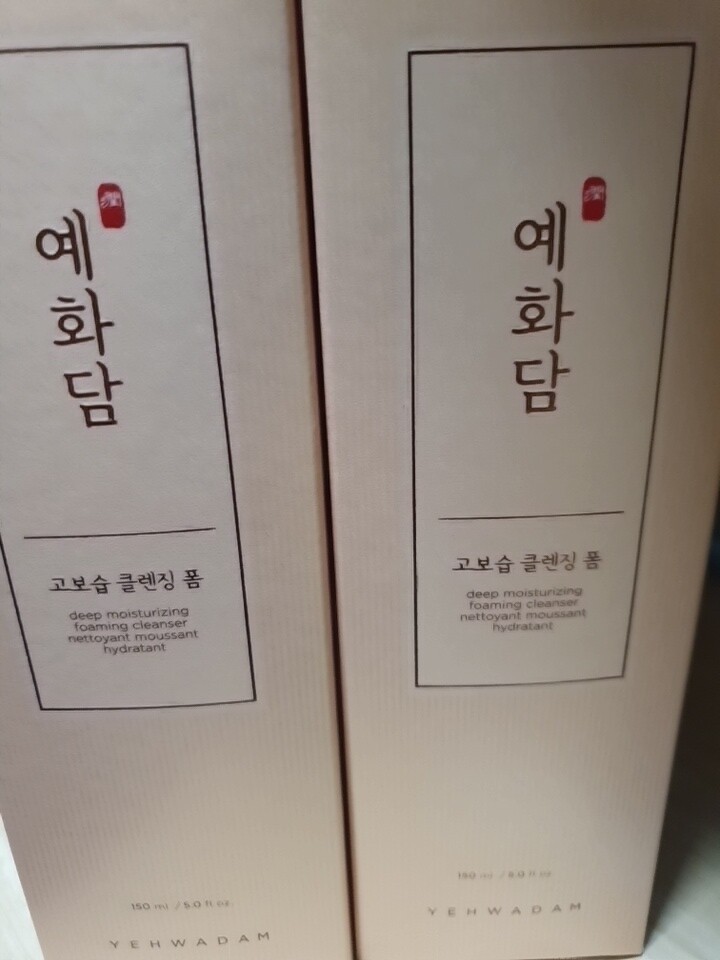 예화담
고보습 클렌징 폼
deep moisturizing
foaming cleanser
nettoyant moussant
hydratant
150 ml / 5.0 fl oz.
YEHWADAM
예화담
고보습 클렌징 폼
deep moisturizing
foaming cleanser
nettoyant moussant
hydratant
150 ml / 5.0 fl oz.
YEHWADAM